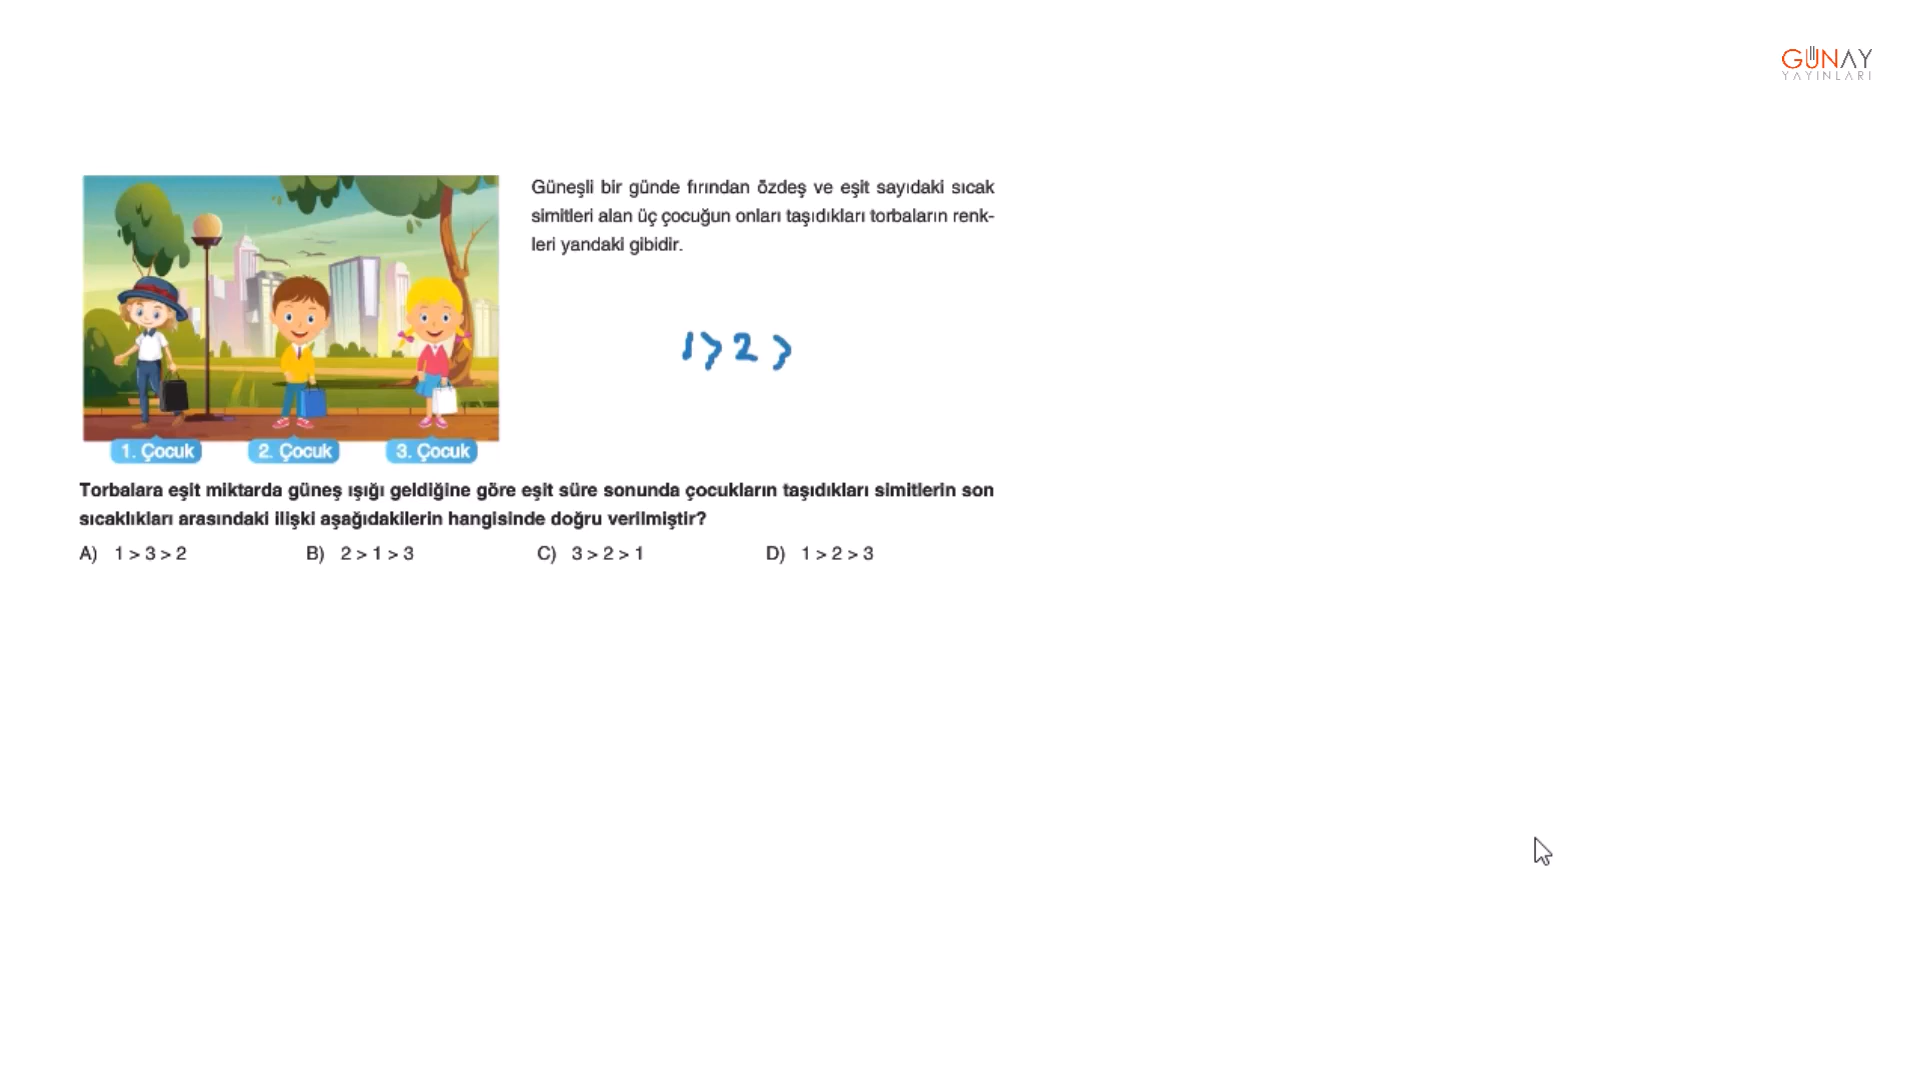 GÜNAY
YAYINLARI
Güneşli bir günde fırından özdeş ve eşit sayıdaki sıcak
simitleri alan üç çocuğun onları taşıdıkları torbaların renk-
leri yandaki gibidir.
1 > 2 >
1. Çocuk
2. Çocuk
3. Çocuk
Torbalara eşit miktarda güneş ışığı geldiğine göre eşit süre sonunda çocukların taşıdıkları simitlerin son
sıcaklıkları arasındaki ilişki aşağıdakilerin hangisinde doğru verilmiştir?
A) 1 > 3 > 2
B) 2 > 1 > 3
C) 3 > 2 > 1
D) 1 > 2 > 3